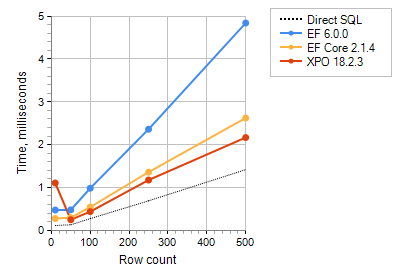 5
4
3
2
1
0
Time, milliseconds
0 100 200 300 400 500
Row count
Direct SQL
EF 6.0.0
EF Core 2.1.4
XPO 18.2.3